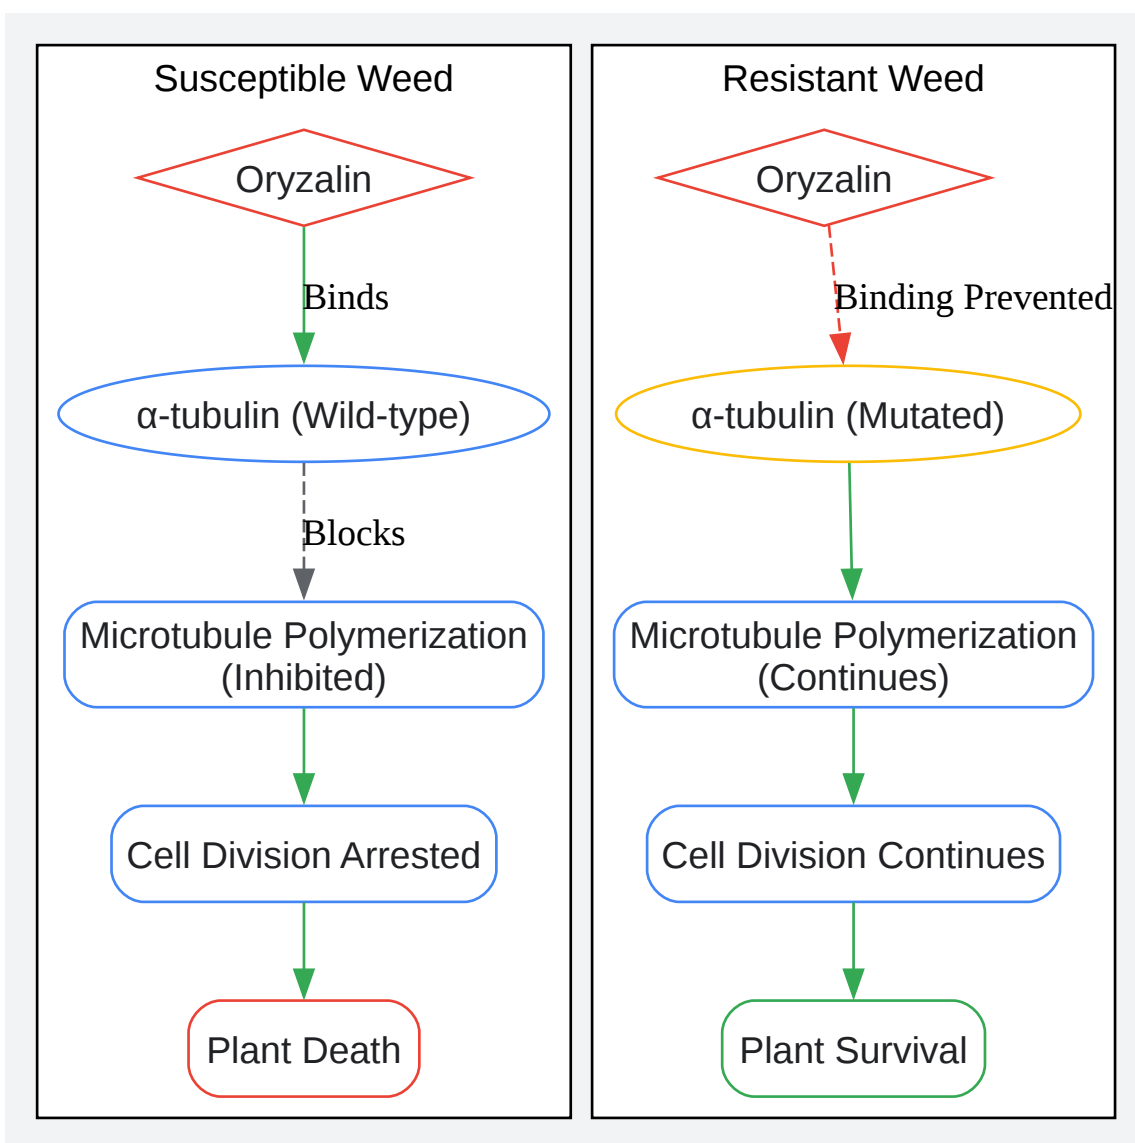 Susceptible Weed
Oryzalin
Binds
α-tubulin (Wild-type)
Blocks
Microtubule Polymerization
(Inhibited)
Cell Division Arrested
Plant Death
Resistant Weed
Oryzalin
Binding Prevented
α-tubulin (Mutated)
Microtubule Polymerization
(Continues)
Cell Division Continues
Plant Survival